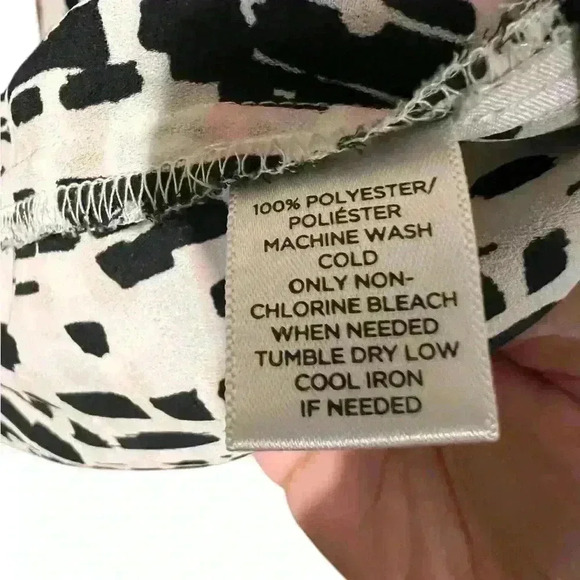 100% POLYESTER/
POLIÉSTER
MACHINE WASH
COLD
ONLY NON-
CHLORINE BLEACH
WHEN NEEDED
TUMBLE DRY LOW
COOL IRON
IF NEEDED